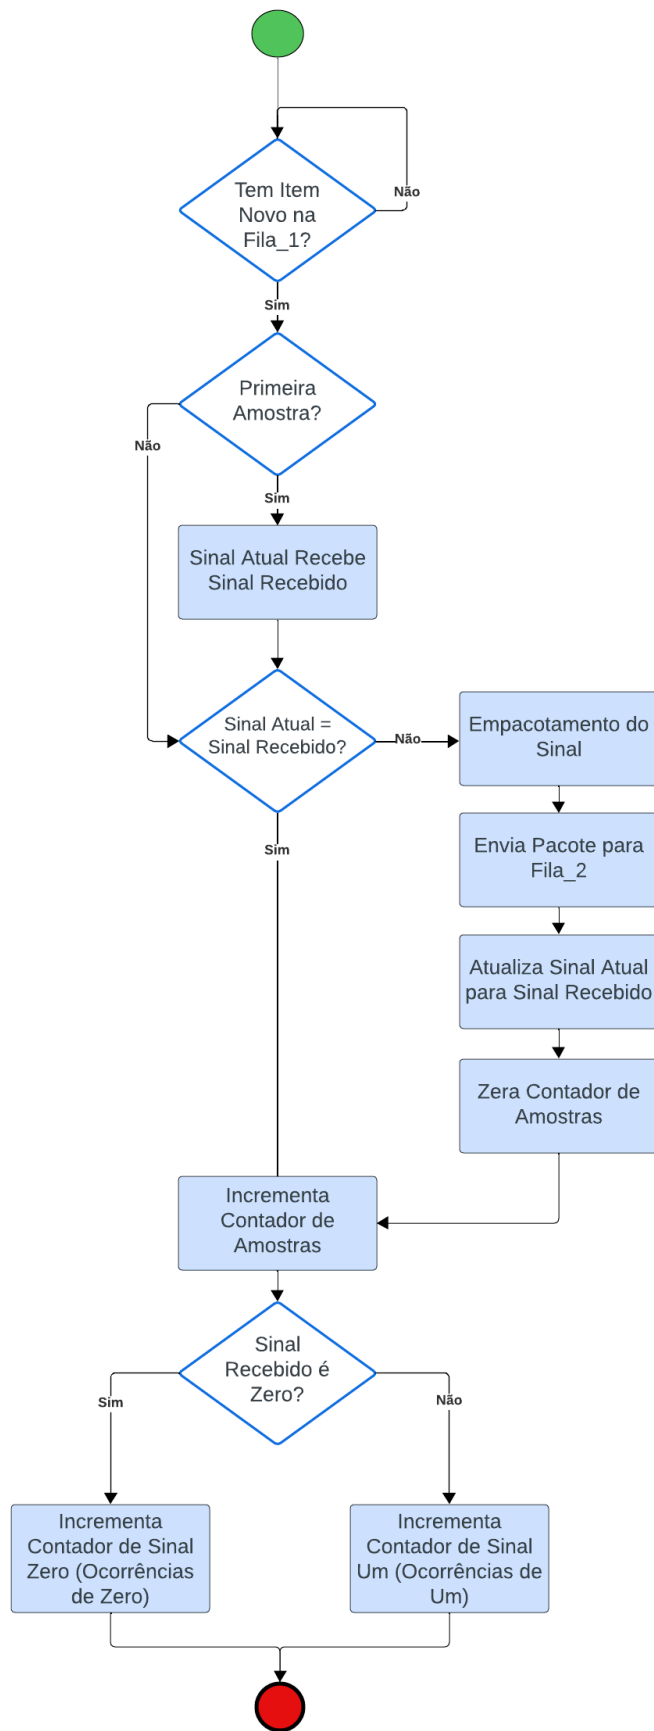 Tem Item
Novo na
Fila_1?
Não
Sim
Primeira
Amostra?
Não
Sim
Sinal Atual Recebe
Sinal Recebido
Sinal Atual =
Sinal Recebido?
Não
Empacotamento do
Sinal
Sim
Envia Pacote para
Fila_2
Atualiza Sinal Atual
para Sinal Recebido
Zera Contador de
Amostras
Incrementa
Contador de
Amostras
Sinal
Recebido é
Zero?
Sim
Não
Incrementa
Contador de Sinal
Zero (Ocorrências
de Zero)
Incrementa
Contador de Sinal
Um (Ocorrências de
Um)